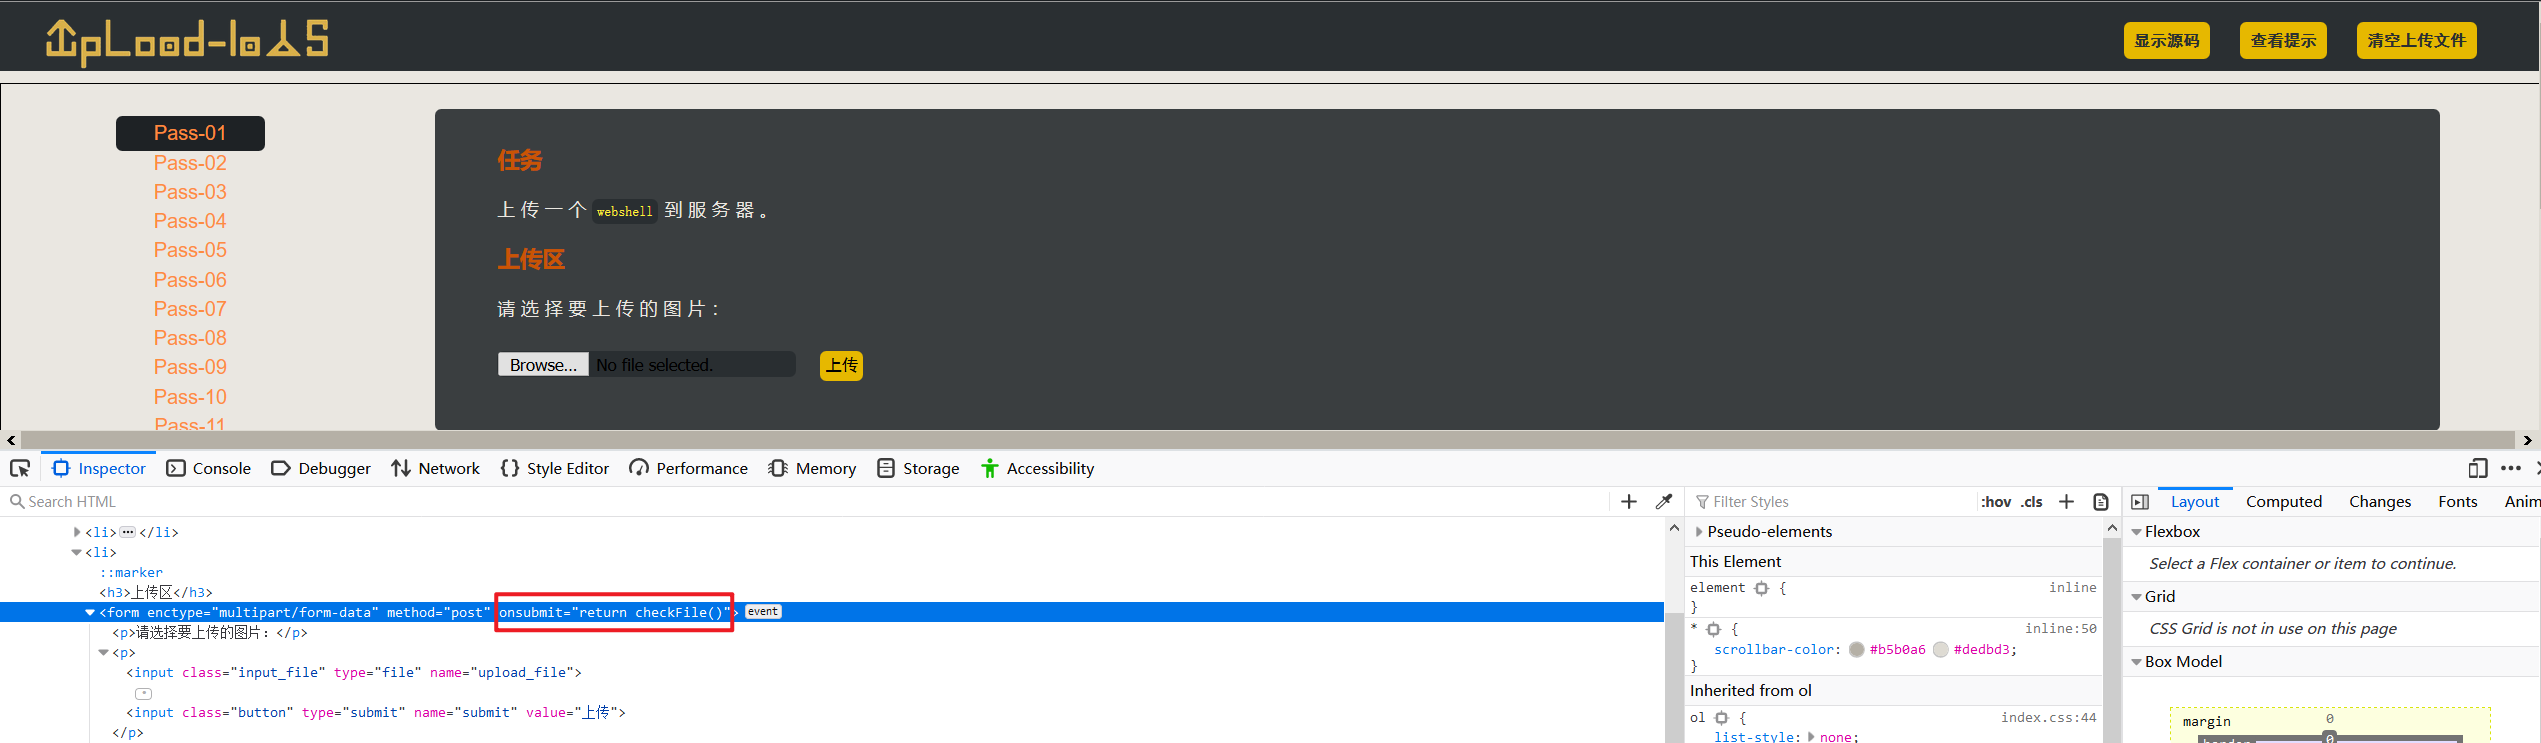 UpLoad-labs
显示源码 查看提示 清空上传文件
Pass-01
Pass-02
Pass-03
Pass-04
Pass-05
Pass-06
Pass-07
Pass-08
Pass-09
Pass-10
Pass-11
任务
上传一个 webshell 到服务器。
上传区
请选择要上传的图片：
Browse... No file selected. 上传
Inspector Console Debugger Network Style Editor Performance Memory Storage Accessibility
Search HTML
<li> </li>
<li>
::marker
<h3>上传区</h3>
<form enctype="multipart/form-data" method="post" onsubmit="return checkFile()"> event
<p>请选择要上传的图片：</p>
<p>
<input class="input_file" type="file" name="upload_file">
<input class="button" type="submit" name="submit" value="上传">
</p>
Filter Styles :hov .cls
Pseudo-elements
This Element
element { inline
}
* { inline:50
scrollbar-color: #b5b0a6 #dedbd3;
}
Inherited from ol
ol { index.css:44
list-style: none;
Layout Computed Changes Fonts Anim
Flexbox
Select a Flex container or item to continue.
Grid
CSS Grid is not in use on this page
Box Model
margin 0
0